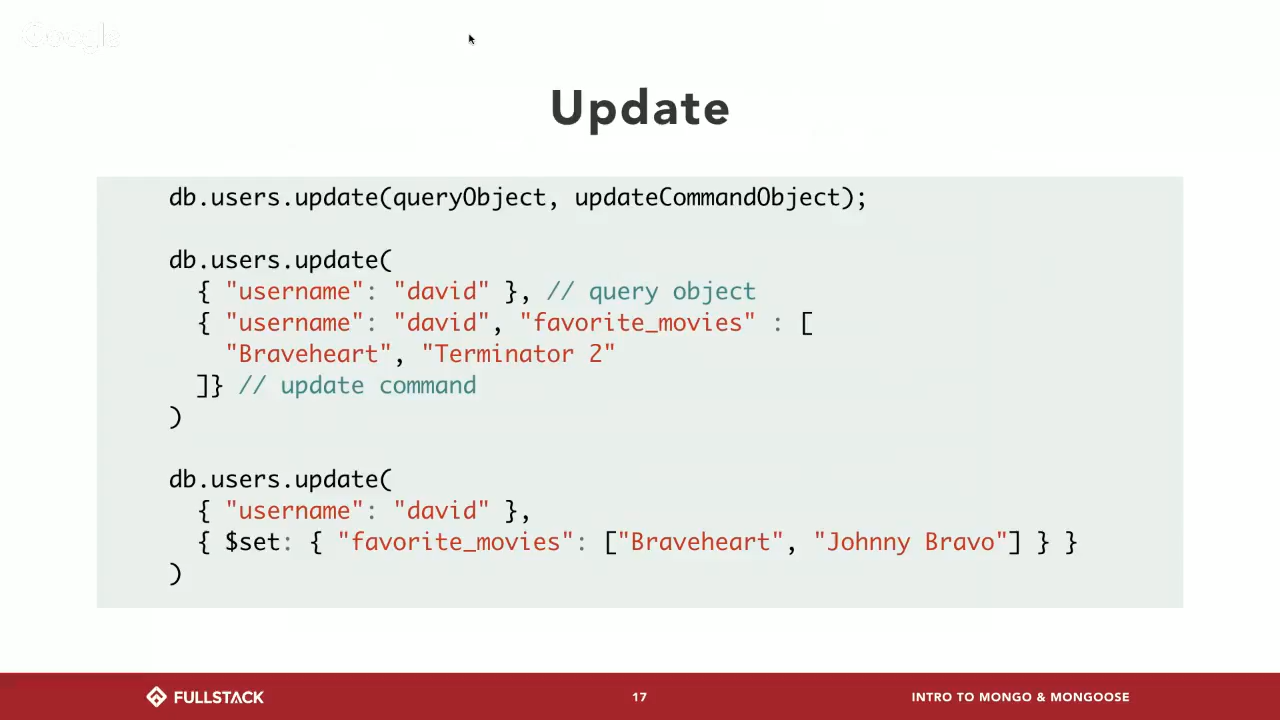 Google
Update
db.users.update(queryObject, updateCommandObject);
db.users.update(
{ "username": "david" }, // query object
{ "username": "david", "favorite_movies" : [
"Braveheart", "Terminator 2"
]} // update command
)
db.users.update(
{ "username": "david" },
{ $set: { "favorite_movies": ["Braveheart", "Johnny Bravo"] } }
)
FULLSTACK
17
INTRO TO MONGO & MONGOOSE